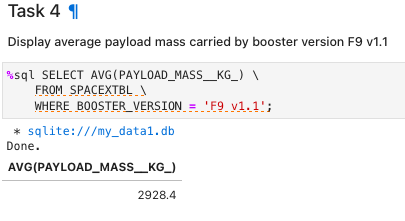 Task 4 ¶
Display average payload mass carried by booster version F9 v1.1
%sql SELECT AVG(PAYLOAD_MASS__KG_) \
FROM SPACEXTBL \
WHERE BOOSTER_VERSION = 'F9 v1.1';
* sqlite:///my_data1.db
Done.
AVG(PAYLOAD_MASS__KG_)
2928.4